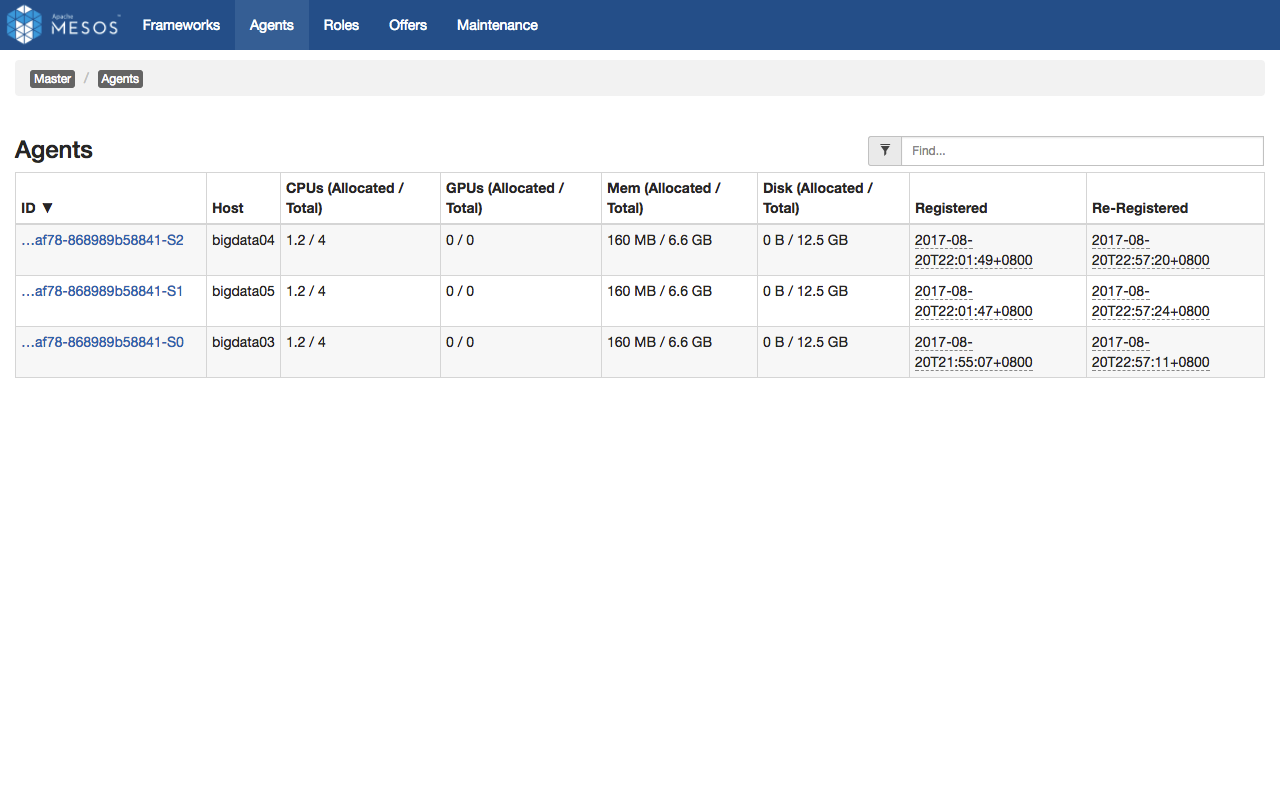 Apache
MESOS™
Frameworks Agents Roles Offers Maintenance
Master / Agents
Agents
Find...
CPUs (Allocated / GPUs (Allocated / Mem (Allocated / Disk (Allocated /
ID ▼ Host Total) Total) Total) Total) Registered Re-Registered
…af78-868989b58841-S2 bigdata04 1.2 / 4 0 / 0 160 MB / 6.6 GB 0 B / 12.5 GB 2017-08- 2017-08-
20T22:01:49+0800 20T22:57:20+0800
…af78-868989b58841-S1 bigdata05 1.2 / 4 0 / 0 160 MB / 6.6 GB 0 B / 12.5 GB 2017-08- 2017-08-
20T22:01:47+0800 20T22:57:24+0800
…af78-868989b58841-S0 bigdata03 1.2 / 4 0 / 0 160 MB / 6.6 GB 0 B / 12.5 GB 2017-08- 2017-08-
20T21:55:07+0800 20T22:57:11+0800